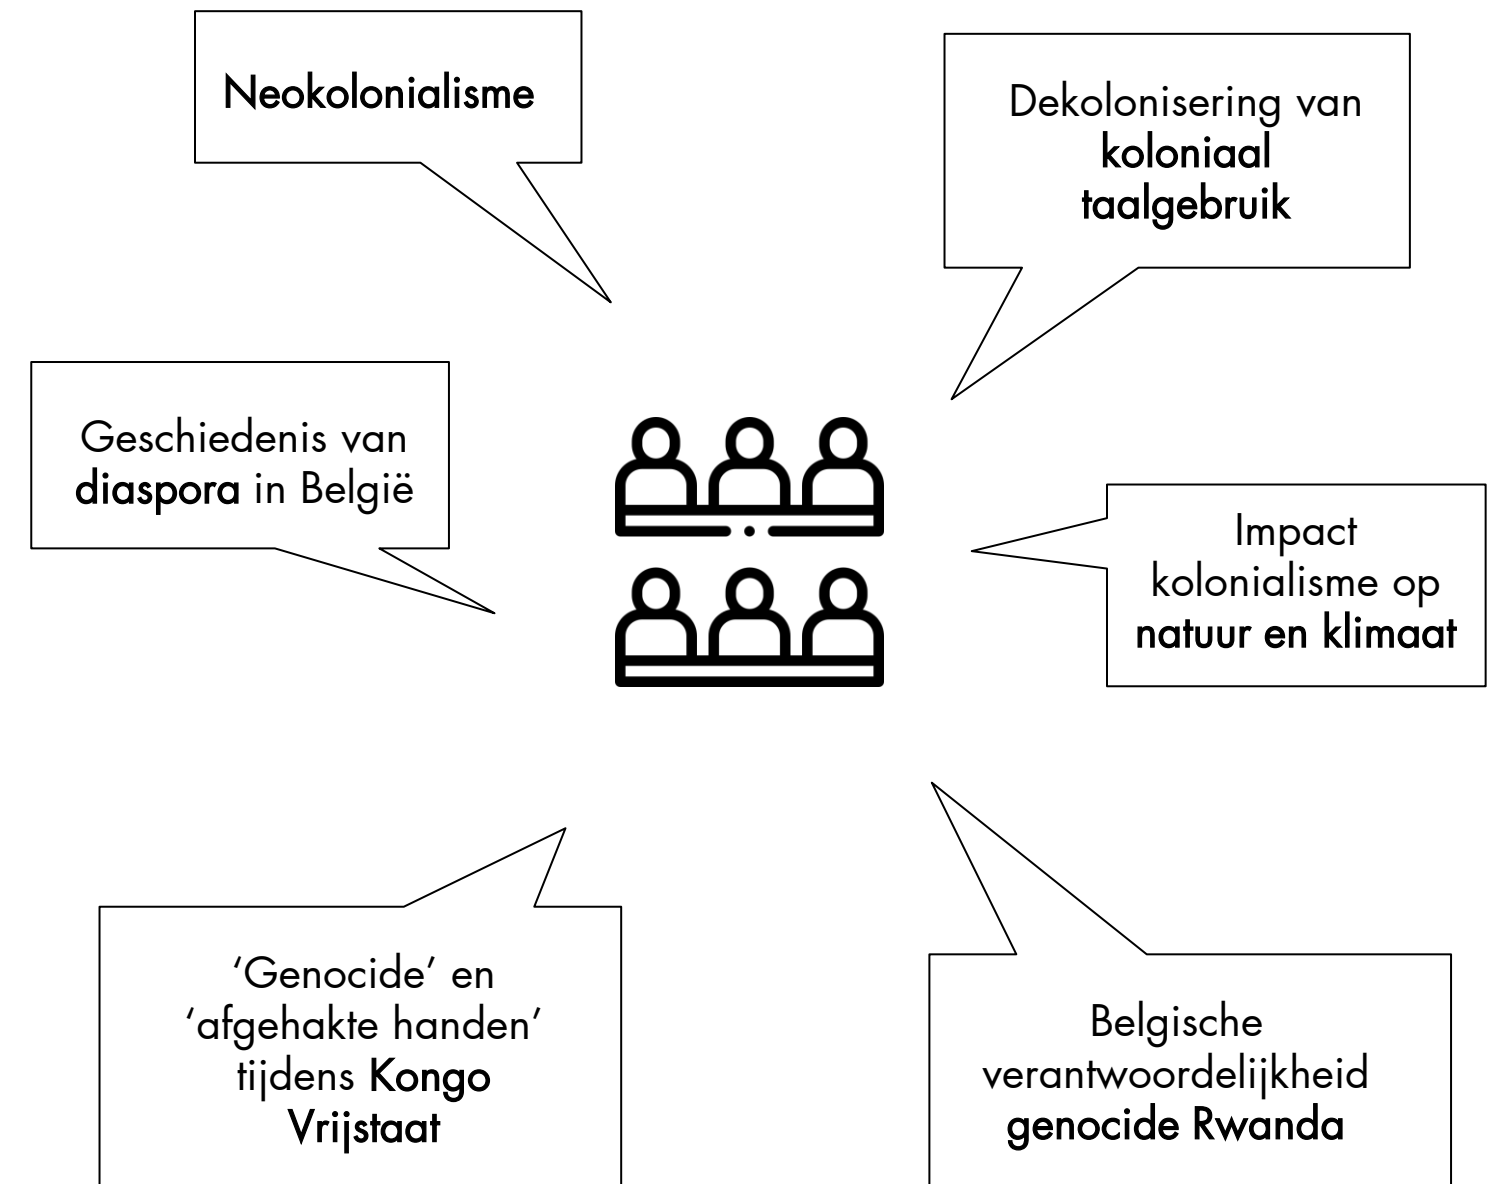 Neokolonialisme
Dekolonisering van
koloniaal
taalgebruik
Geschiedenis van
diaspora in België
Impact
kolonialisme op
natuur en klimaat
‘Genocide’ en
‘afgehakte handen’
tijdens Kongo
Vrijstaat
Belgische
verantwoordelijkheid
genocide Rwanda